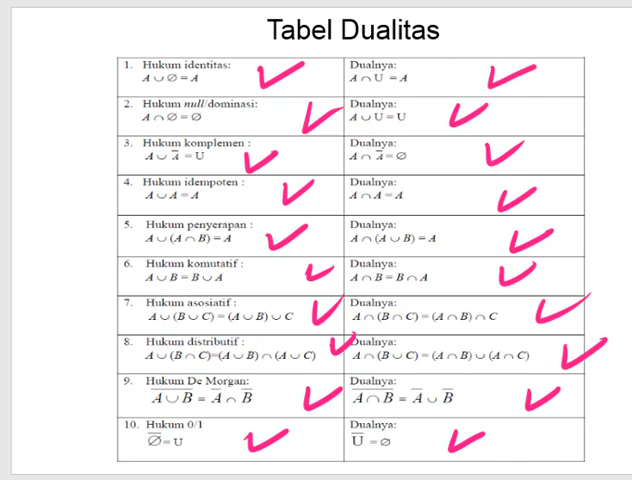 Tabel Dualitas
1. Hukum identitas:
A ∪ ∅ = A
Dualnya:
A ∩ U = A
2. Hukum null/dominasi:
A ∩ ∅ = ∅
Dualnya:
A ∪ U = U
3. Hukum komplemen :
A ∪ A̅ = U
Dualnya:
A ∩ A̅ = ∅
4. Hukum idempoten :
A ∪ A = A
Dualnya:
A ∩ A = A
5. Hukum penyerapan :
A ∪ (A ∩ B) = A
Dualnya:
A ∩ (A ∪ B) = A
6. Hukum komutatif :
A ∪ B = B ∪ A
Dualnya:
A ∩ B = B ∩ A
7. Hukum asosiatif :
A ∪ (B ∪ C) = (A ∪ B) ∪ C
Dualnya:
A ∩ (B ∩ C) = (A ∩ B) ∩ C
8. Hukum distributif :
A ∪ (B ∩ C)=(A ∪ B) ∩ (A ∪ C)
Dualnya:
A ∩ (B ∪ C) = (A ∩ B) ∪ (A ∩ C)
9. Hukum De Morgan:
A̅ ̅∪̅ ̅B̅ = A̅ ∩ B̅
Dualnya:
A̅ ̅∩̅ ̅B̅ = A̅ ∪ B̅
10. Hukum 0/1
∅̅ = U
Dualnya:
U̅ = ∅